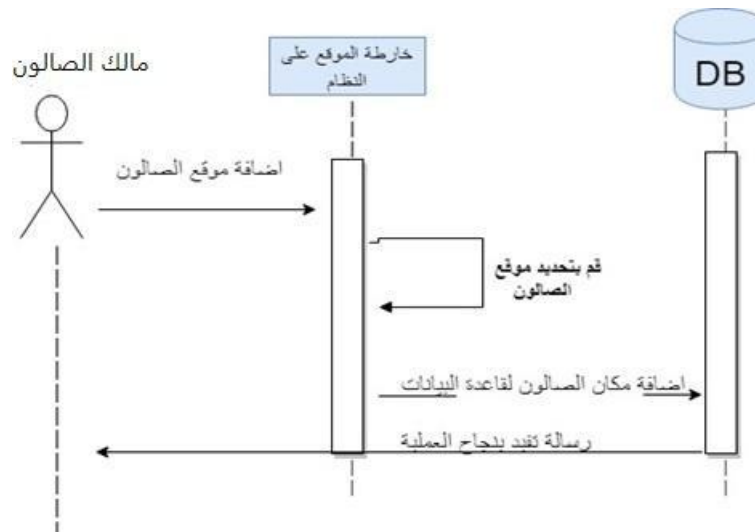 مالك الصالون
خارطة الموقع على
النظام
DB
اضافة موقع الصالون
قم بتحديد موقع
الصالون
اضافة مكان الصالون لقاعدة البيانات
رسالة تفيد بنجاح العملية